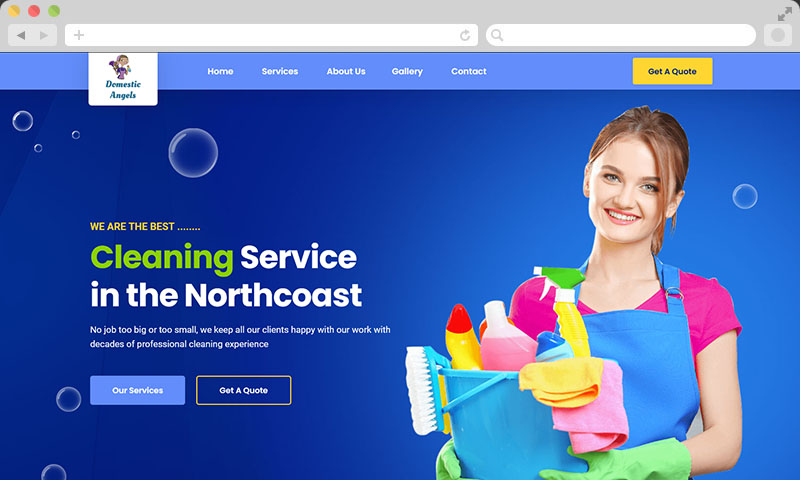 Domestic
Angels
Home Services About Us Gallery Contact
Get A Quote
WE ARE THE BEST ........
Cleaning Service
in the Northcoast
No job too big or too small, we keep all our clients happy with our work with
decades of professional cleaning experience
Our Services Get A Quote